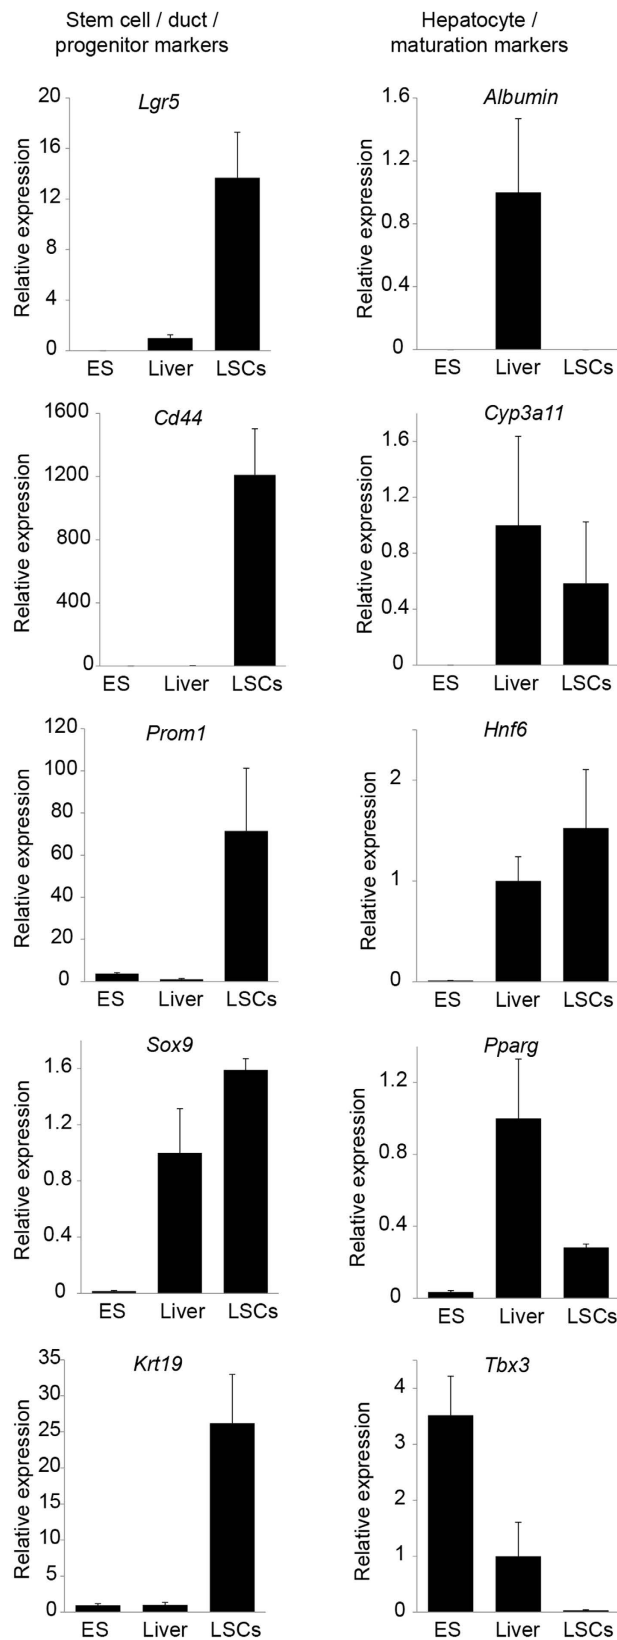 Stem cell / duct /
progenitor markers
Hepatocyte /
maturation markers
Lgr5
Relative expression
20
16
12
8
4
0
ES Liver LSCs
Albumin
Relative expression
1.6
1.2
0.8
0.4
0
ES Liver LSCs
Cd44
Relative expression
1600
1200
800
400
0
ES Liver LSCs
Cyp3a11
Relative expression
1.6
1.2
0.8
0.4
0
ES Liver LSCs
Prom1
Relative expression
120
100
80
60
40
20
0
ES Liver LSCs
Hnf6
Relative expression
2
1
0
ES Liver LSCs
Sox9
Relative expression
1.6
1.2
0.8
0.4
0
ES Liver LSCs
Pparg
Relative expression
1.2
0.8
0.4
0
ES Liver LSCs
Krt19
Relative expression
35
30
25
20
15
10
5
0
ES Liver LSCs
Tbx3
Relative expression
4
3
2
1
0
ES Liver LSCs